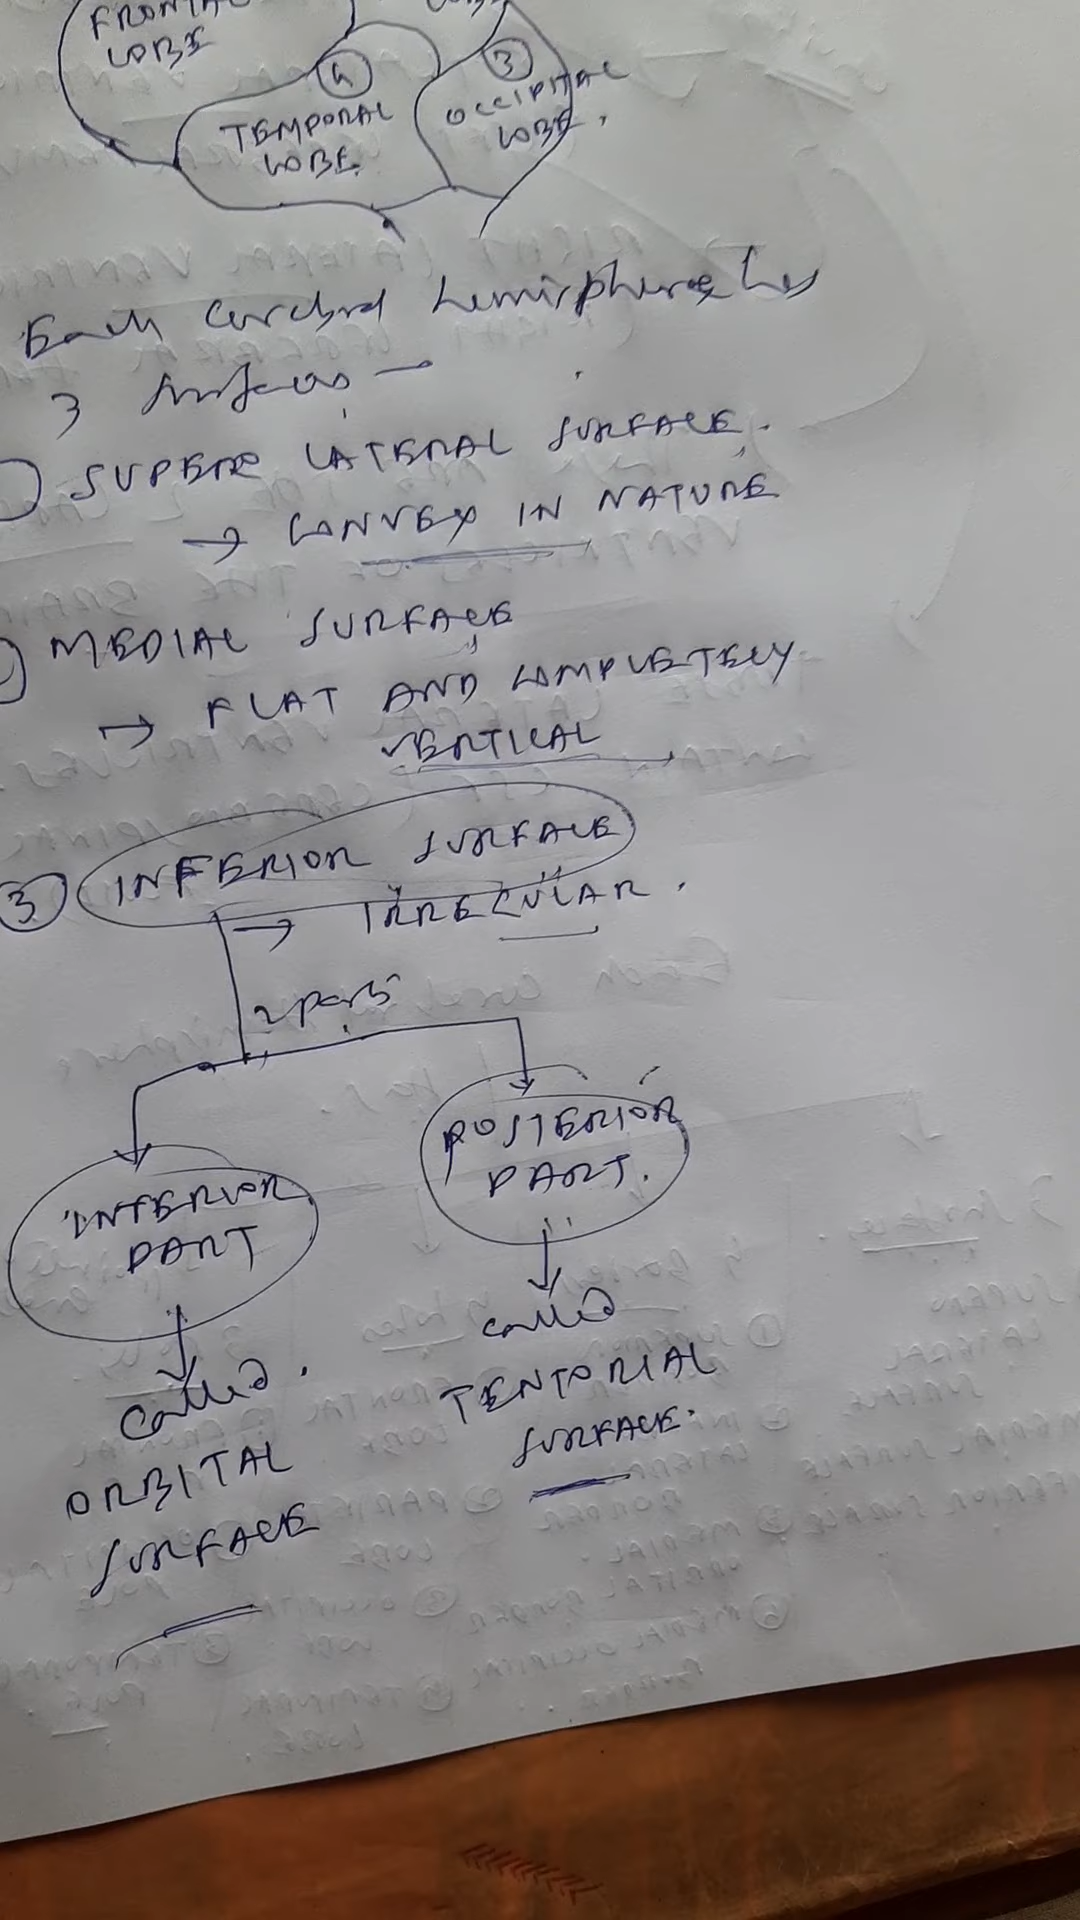 FRONTAL
LOBE
4
TEMPORAL
LOBE
3
OCCIPITAL
LOBE,
Each cerebral hemisphere has
3 surfaces —
SUPERO LATERAL SURFACE.
→ CONVEX IN NATURE
MEDIAL SURFACE
→ FLAT AND COMPLETELY
VERTICAL
3 INFERIOR SURFACE
→ IRREGULAR.
2 parts
POSTERIOR
PART.
INTERIOR
PART
called
TENTORIAL
SURFACE.
called.
ORBITAL
SURFACE